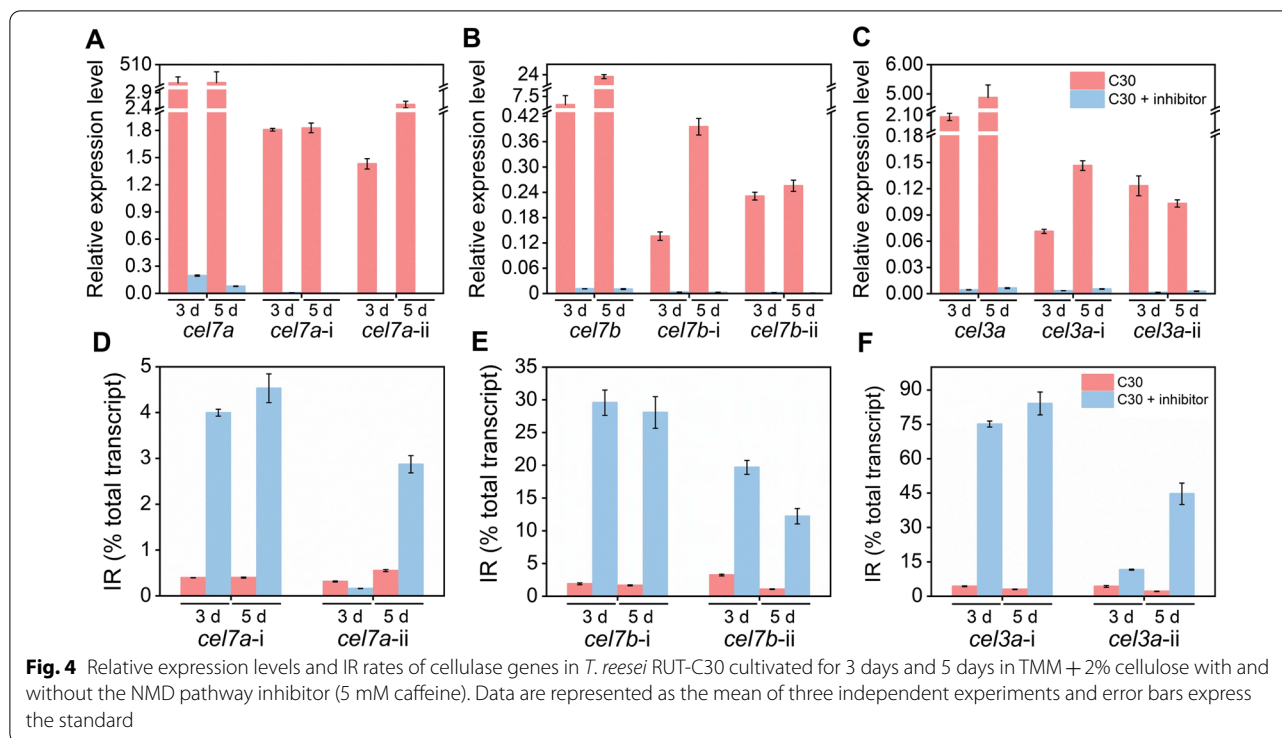 A
Relative expression level
510
2.9
2.4
1.8
1.5
1.2
0.9
0.6
0.3
0.0
3 d 5 d 3 d 5 d 3 d 5 d
cel7a cel7a-i cel7a-ii
B
Relative expression level
24
7.5
0.42
0.36
0.30
0.24
0.18
0.12
0.06
0
3 d 5 d 3 d 5 d 3 d 5 d
cel7b cel7b-i cel7b-ii
C
Relative expression level
6.00
5.00
2.10
0.18
0.15
0.12
0.09
0.06
0.03
0.00
C30
C30 + inhibitor
3 d 5 d 3 d 5 d 3 d 5 d
cel3a cel3a-i cel3a-ii
D
IR (% total transcript)
5
4
3
2
1
0
3 d 5 d 3 d 5 d
cel7a-i cel7a-ii
E
IR (% total transcript)
35
30
25
20
15
10
5
0
3 d 5 d 3 d 5 d
cel7b-i cel7b-ii
F
IR (% total transcript)
90
75
60
45
30
15
0
C30
C30 + inhibitor
3 d 5 d 3 d 5 d
cel3a-i cel3a-ii
Fig. 4 Relative expression levels and IR rates of cellulase genes in T. reesei RUT-C30 cultivated for 3 days and 5 days in TMM + 2% cellulose with and
without the NMD pathway inhibitor (5 mM caffeine). Data are represented as the mean of three independent experiments and error bars express
the standard